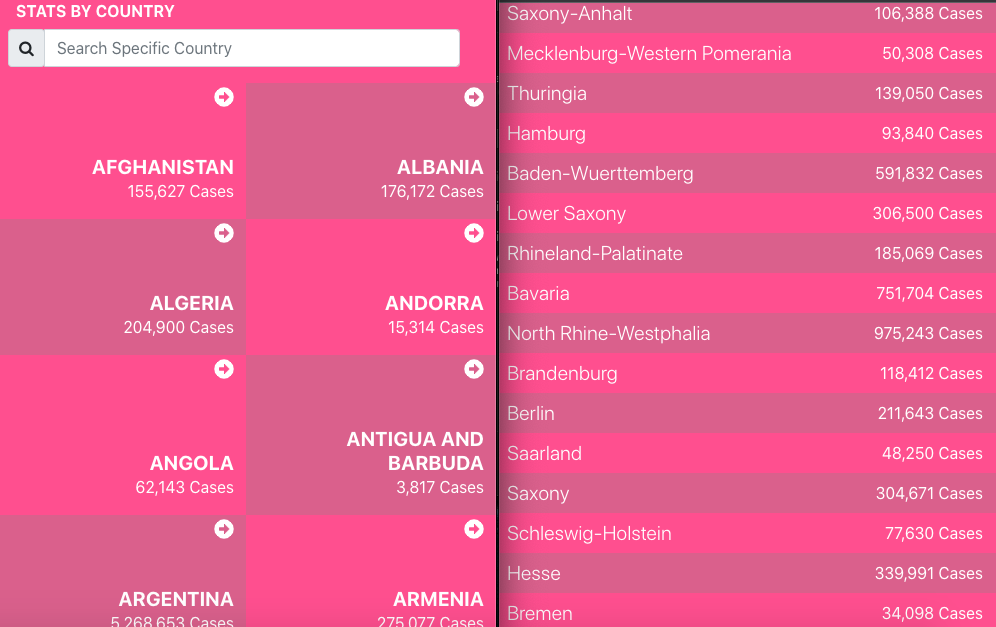 STATS BY COUNTRY
Search Specific Country
AFGHANISTAN
155,627 Cases
ALBANIA
176,172 Cases
ALGERIA
204,900 Cases
ANDORRA
15,314 Cases
ANGOLA
62,143 Cases
ANTIGUA AND
BARBUDA
3,817 Cases
ARGENTINA
5,268,653 Cases
ARMENIA
275,077 Cases
Saxony-Anhalt 106,388 Cases
Mecklenburg-Western Pomerania 50,308 Cases
Thuringia 139,050 Cases
Hamburg 93,840 Cases
Baden-Wuerttemberg 591,832 Cases
Lower Saxony 306,500 Cases
Rhineland-Palatinate 185,069 Cases
Bavaria 751,704 Cases
North Rhine-Westphalia 975,243 Cases
Brandenburg 118,412 Cases
Berlin 211,643 Cases
Saarland 48,250 Cases
Saxony 304,671 Cases
Schleswig-Holstein 77,630 Cases
Hesse 339,991 Cases
Bremen 34,098 Cases